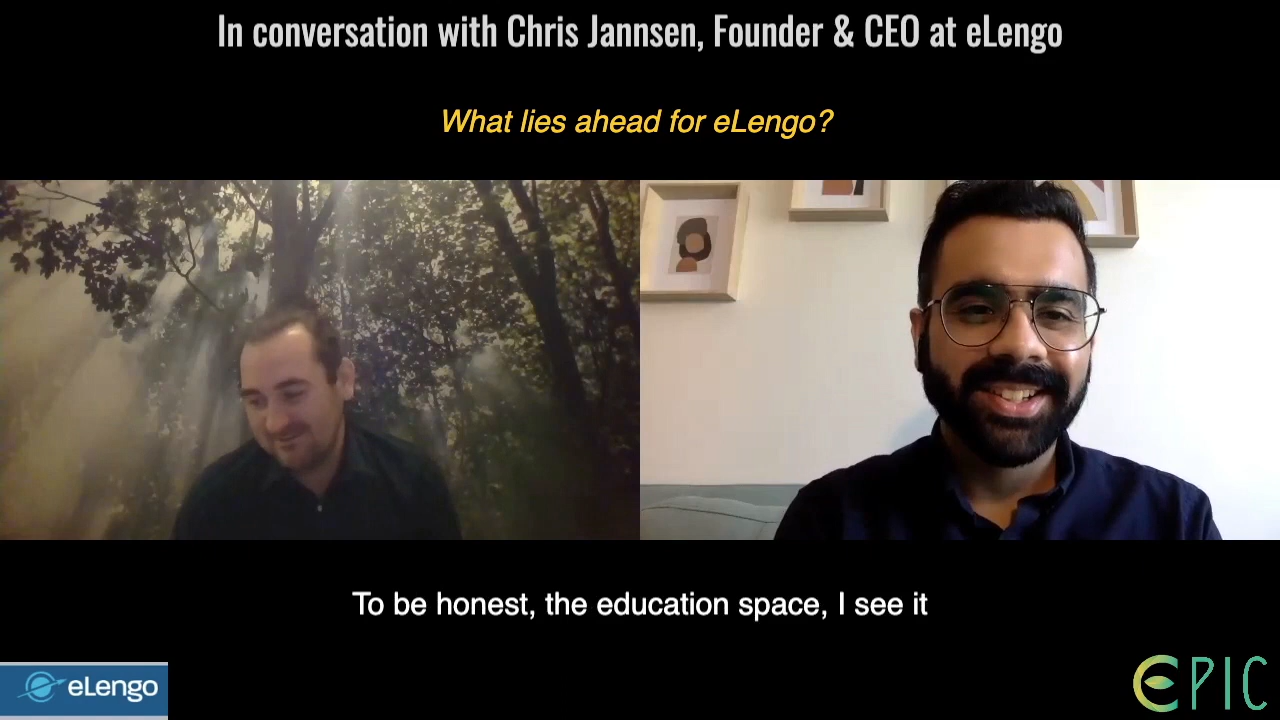 In conversation with Chris Jannsen, Founder & CEO at eLengo
What lies ahead for eLengo?
To be honest, the education space, I see it
eLengo
EPIC